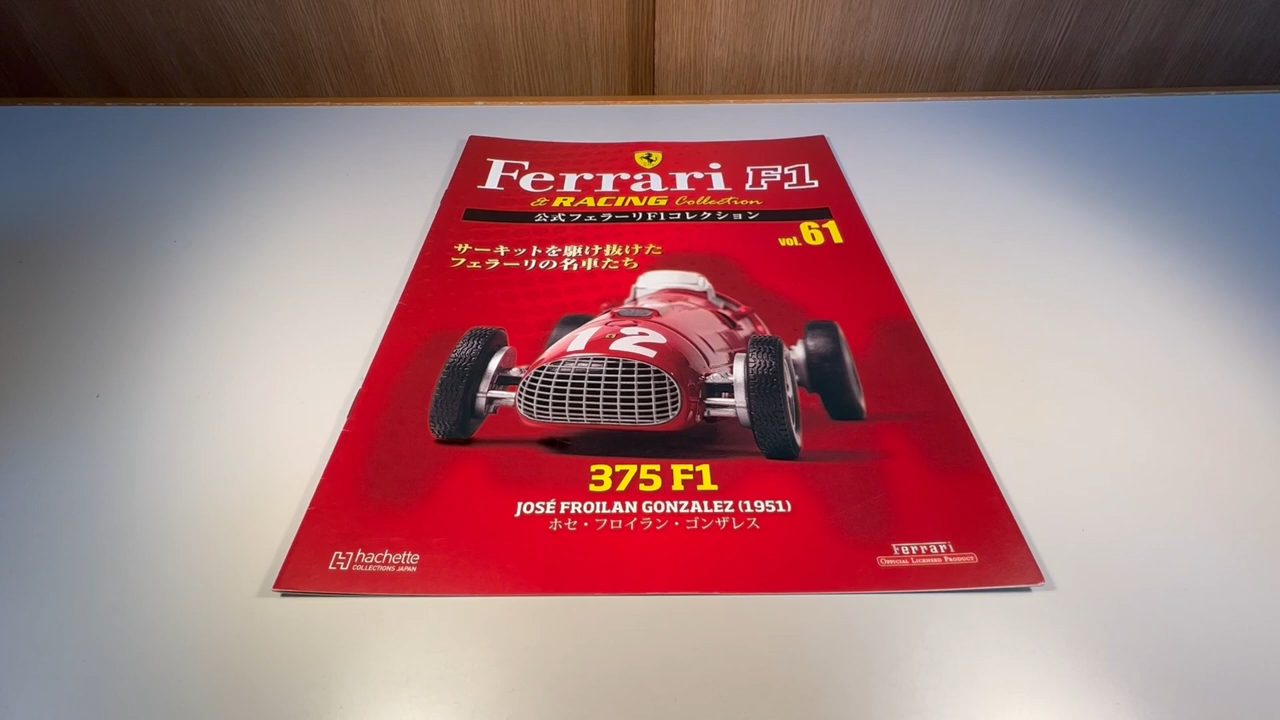 Ferrari F1
& RACING Collection
公式フェラーリF1コレクション
vol. 61
サーキットを駆け抜けた
フェラーリの名車たち
12
375 F1
JOSÉ FROILAN GONZALEZ (1951)
ホセ・フロイラン・ゴンザレス
hachette
COLLECTIONS JAPAN
Ferrari
OFFICIAL LICENSED PRODUCT